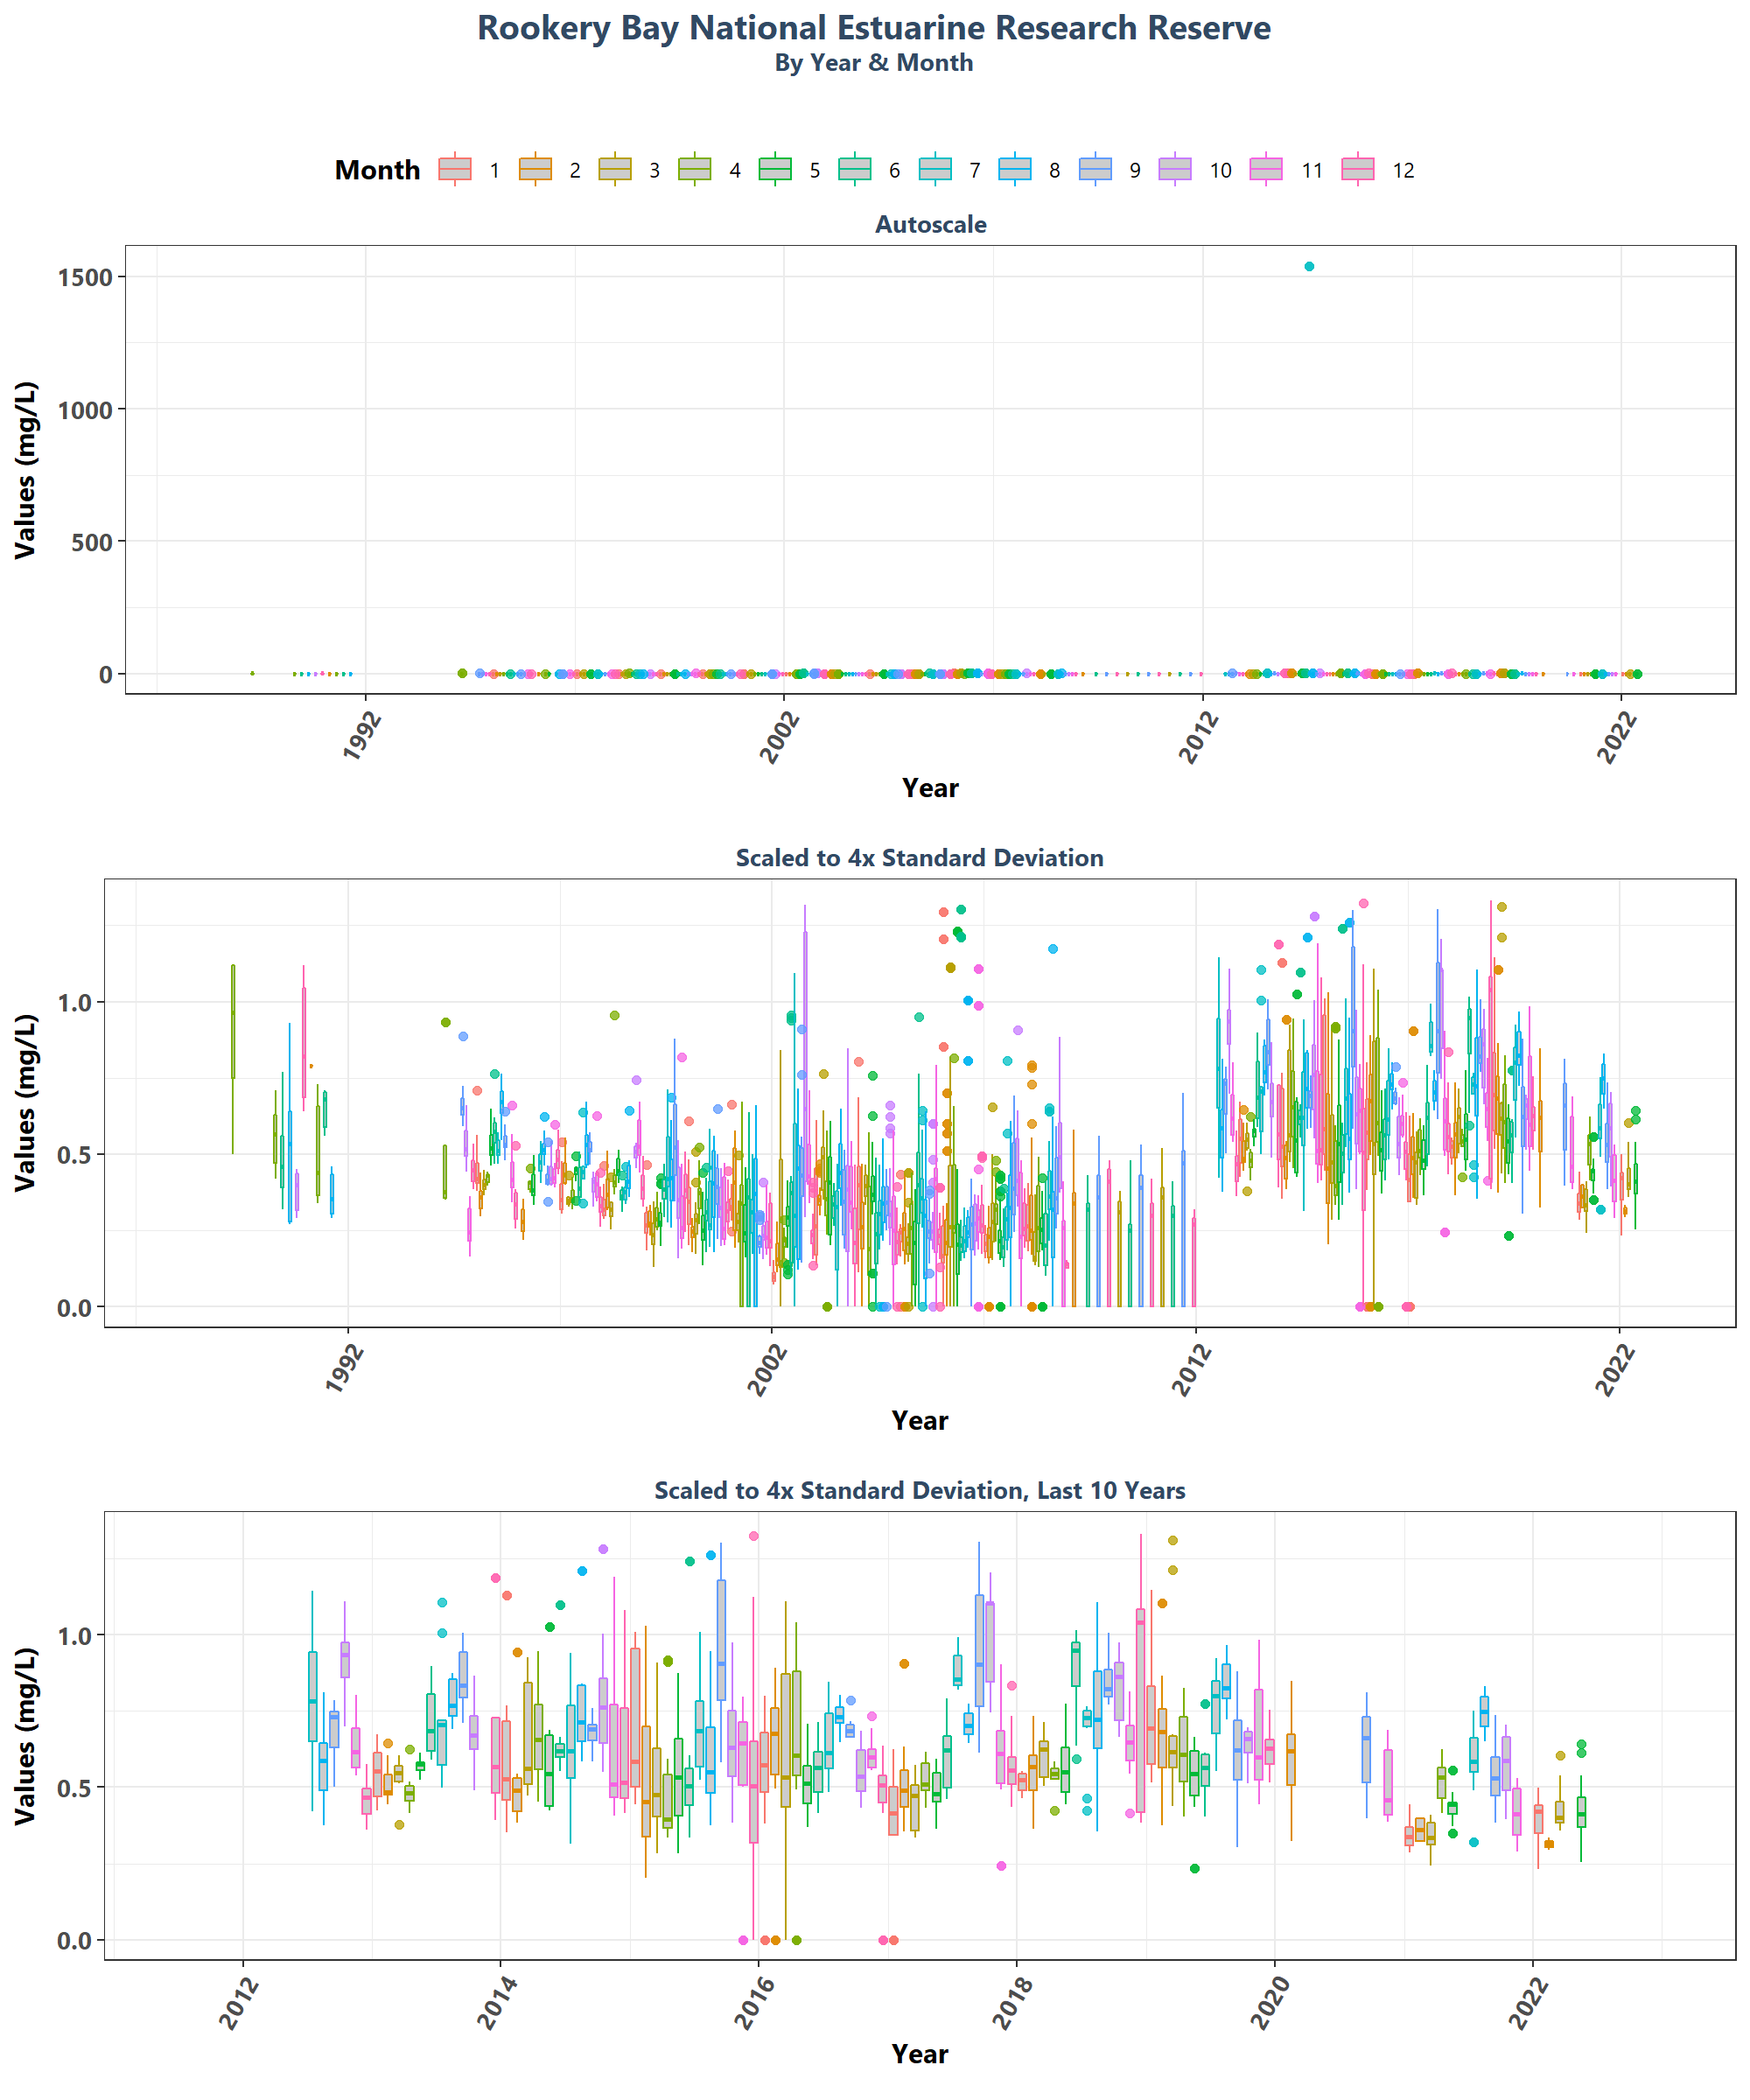 Rookery Bay National Estuarine Research Reserve
By Year & Month
Month 1 2 3 4 5 6 7 8 9 10 11 12
Autoscale
Values (mg/L)
1500
1000
500
0
1992 2002 2012 2022
Year
Scaled to 4x Standard Deviation
Values (mg/L)
1.0
0.5
0.0
1992 2002 2012 2022
Year
Scaled to 4x Standard Deviation, Last 10 Years
Values (mg/L)
1.0
0.5
0.0
2012 2014 2016 2018 2020 2022
Year